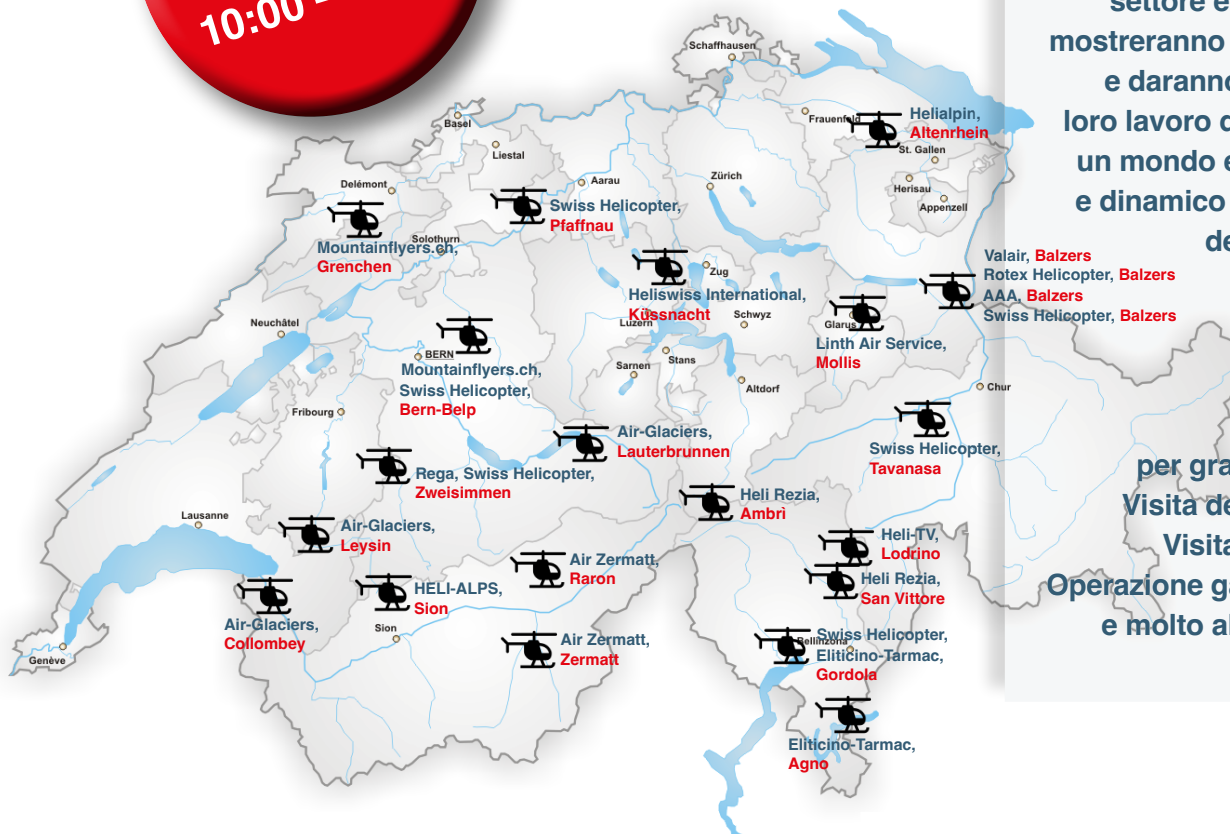 10:00
settore e
mostreranno
e daranno
loro lavoro
un mondo e
e dinamico
de
Schaffhausen
Basel
Liestal
Frauenfeld
Helialpin,
Altenrhein
St. Gallen
Herisau
Appenzell
Delémont
Aarau
Zürich
Swiss Helicopter,
Pfaffnau
Solothurn
Mountainflyers.ch,
Grenchen
Zug
Heliswiss International,
Küssnacht
Luzern
Schwyz
Valair, Balzers
Rotex Helicopter, Balzers
AAA, Balzers
Swiss Helicopter, Balzers
Glarus
Linth Air Service,
Mollis
Neuchâtel
BERN
Mountainflyers.ch,
Swiss Helicopter,
Bern-Belp
Sarnen
Stans
Altdorf
Chur
Fribourg
Air-Glaciers,
Lauterbrunnen
Swiss Helicopter,
Tavanasa
Rega, Swiss Helicopter,
Zweisimmen
per gra
Visita de
Visita
Operazione ga
e molto al
Heli Rezia,
Ambrì
Lausanne
Air-Glaciers,
Leysin
Heli-TV,
Lodrino
Air Zermatt,
Raron
Heli Rezia,
San Vittore
HELI-ALPS,
Sion
Sion
Air-Glaciers,
Collombey
Genève
Air Zermatt,
Zermatt
Bellinzona
Swiss Helicopter,
Eliticino-Tarmac,
Gordola
Eliticino-Tarmac,
Agno